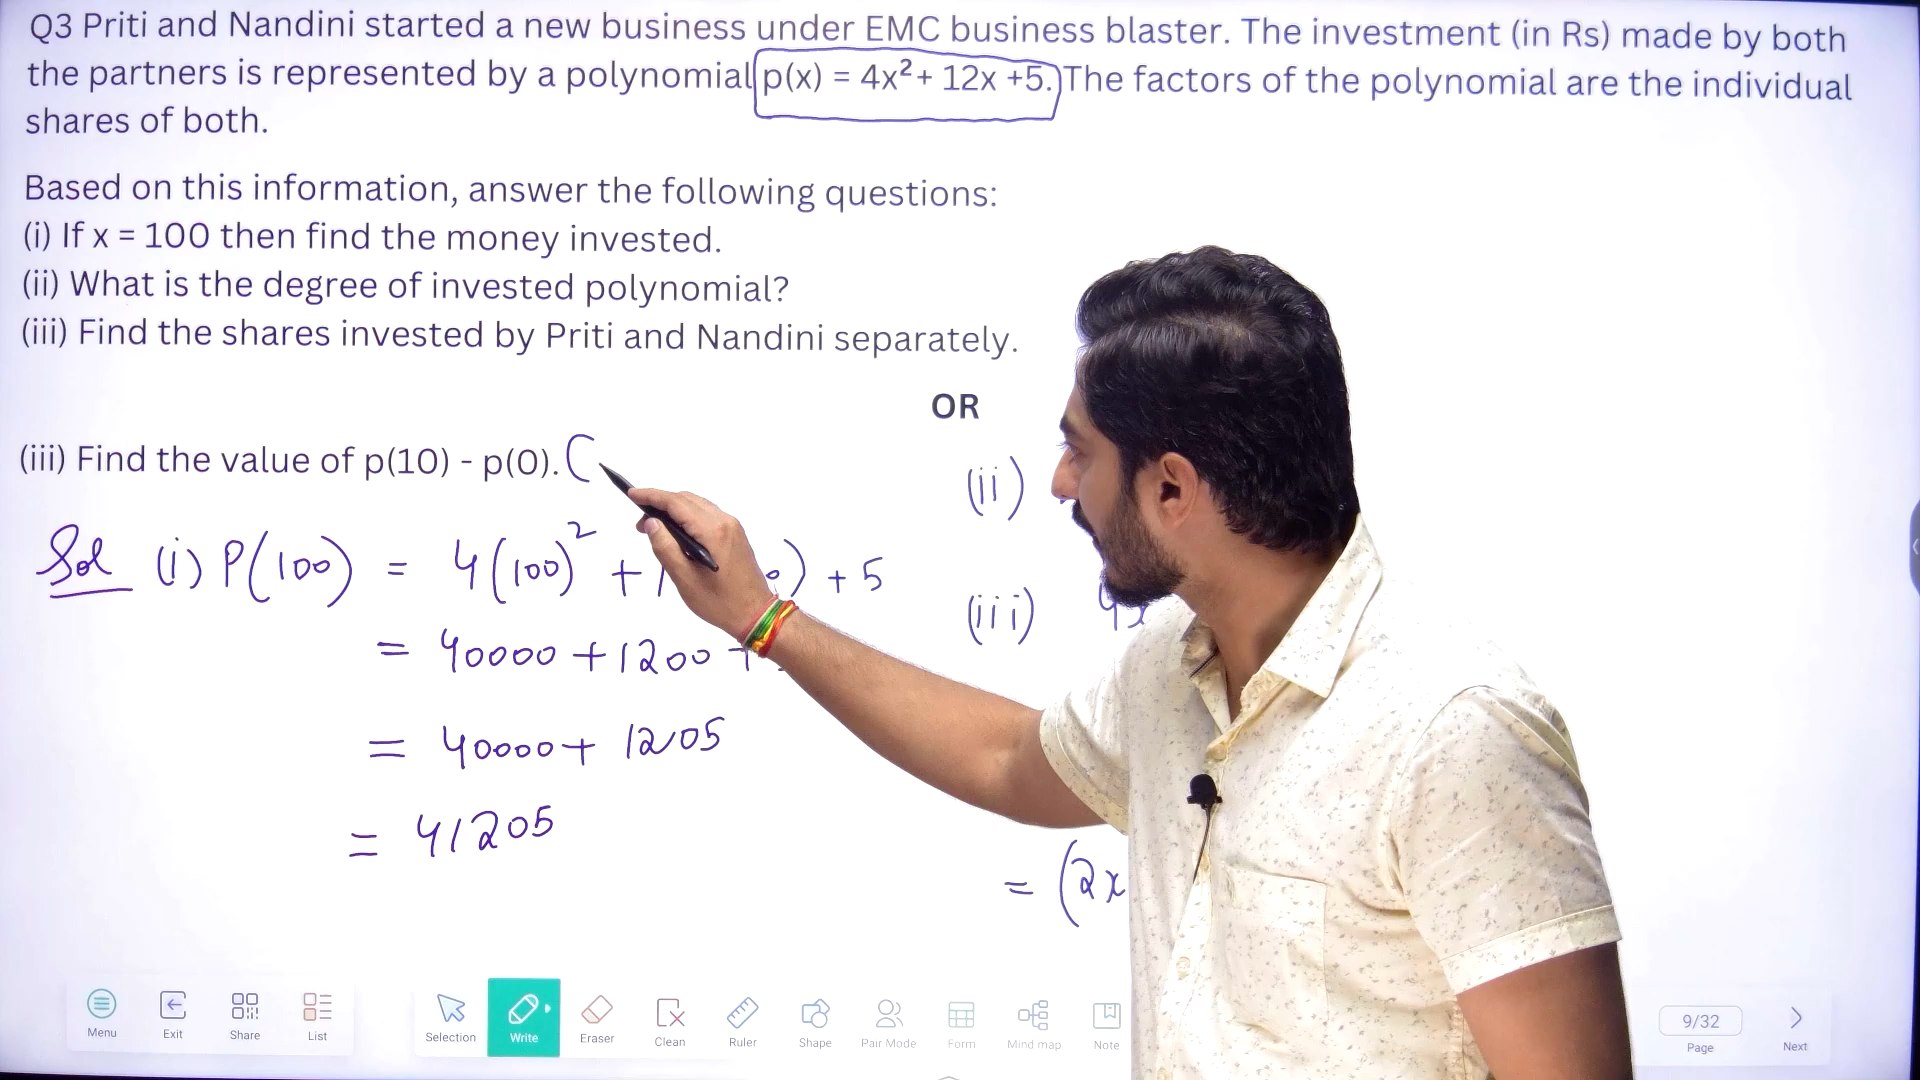 Q3 Priti and Nandini started a new business under EMC business blaster. The investment (in Rs) made by both
the partners is represented by a polynomial p(x) = 4x²+ 12x +5. The factors of the polynomial are the individual
shares of both.
Based on this information, answer the following questions:
(i) If x = 100 then find the money invested.
(ii) What is the degree of invested polynomial?
(iii) Find the shares invested by Priti and Nandini separately.
OR
(iii) Find the value of p(10) - p(0). (
Sol (i) P(100) = 4(100)² + 1 0) + 5
= 40000 + 1200 +
= 40000 + 1205
= 41205
(ii)
(iii) 4x
= (2x
Menu Exit Share List Selection Write Eraser Clean Ruler Shape Pair Mode Form Mind map Note 9/32 Page Next